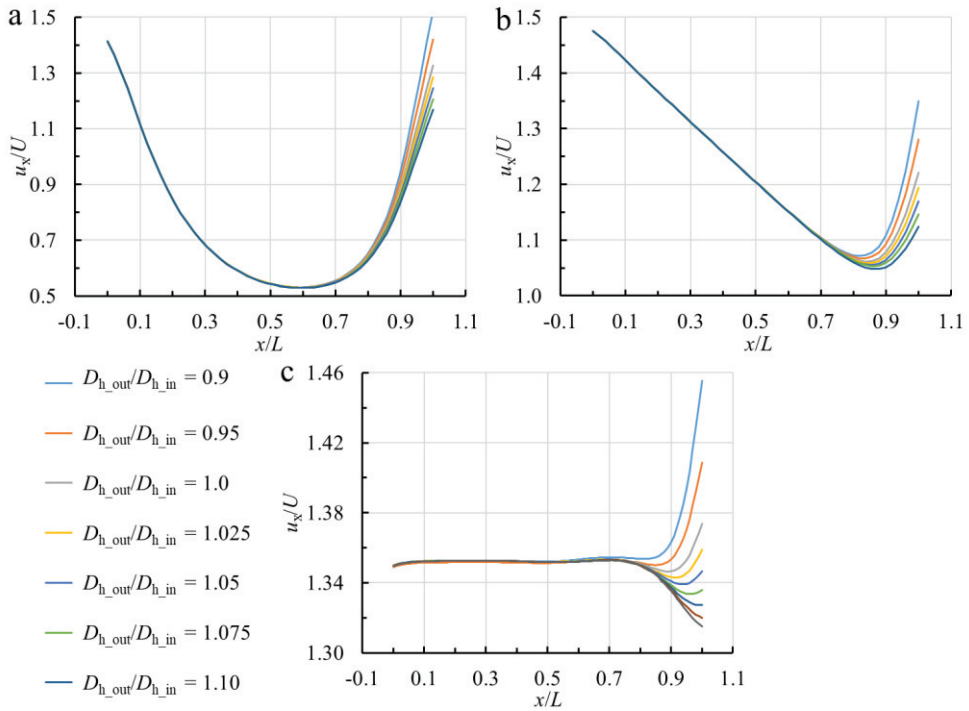 a
1.5
1.3
1.1
0.9
0.7
0.5
u_x/U
-0.1 0.1 0.3 0.5 0.7 0.9 1.1
x/L
b
1.5
1.4
1.3
1.2
1.1
1.0
u_x/U
-0.1 0.1 0.3 0.5 0.7 0.9 1.1
x/L
D_h_out/D_h_in = 0.9
D_h_out/D_h_in = 0.95
D_h_out/D_h_in = 1.0
D_h_out/D_h_in = 1.025
D_h_out/D_h_in = 1.05
D_h_out/D_h_in = 1.075
D_h_out/D_h_in = 1.10
c
1.46
1.42
1.38
1.34
1.30
u_x/U
-0.1 0.1 0.3 0.5 0.7 0.9 1.1
x/L